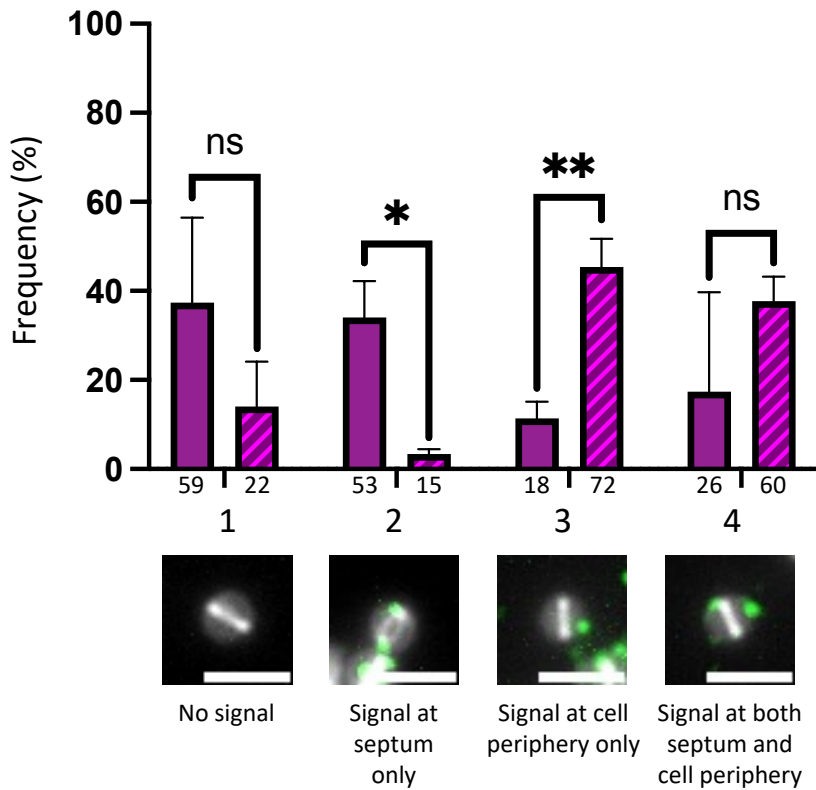 100
80
60
40
20
0
Frequency (%)
ns
*
**
ns
59 22 53 15 18 72 26 60
1 2 3 4
No signal
Signal at
septum
only
Signal at cell
periphery only
Signal at both
septum and
cell periphery